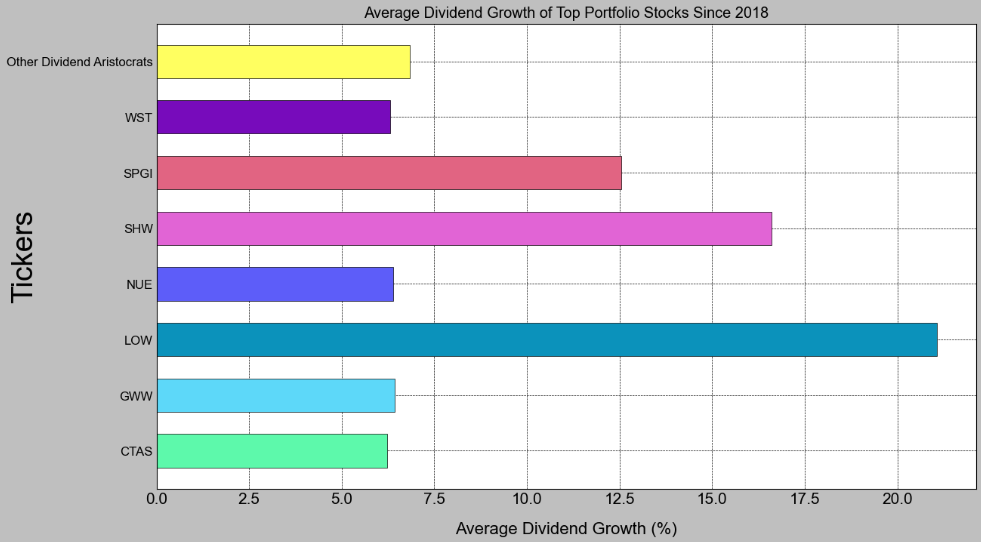 Average Dividend Growth of Top Portfolio Stocks Since 2018
Tickers
Other Dividend Aristocrats
WST
SPGI
SHW
NUE
LOW
GWW
CTAS
0.0 2.5 5.0 7.5 10.0 12.5 15.0 17.5 20.0
Average Dividend Growth (%)